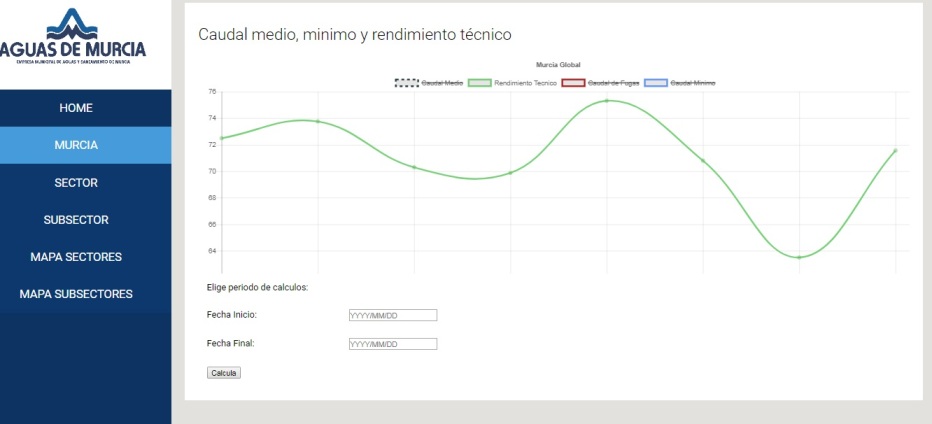 AGUAS DE MURCIA
EMPRESA MUNICIPAL DE AGUAS Y SANEAMIENTO DE MURCIA
HOME
MURCIA
SECTOR
SUBSECTOR
MAPA SECTORES
MAPA SUBSECTORES
Caudal medio, minimo y rendimiento técnico
Murcia Global
Caudal Medio Rendimiento Tecnico Caudal de Fugas Caudal Minimo
76
74
72
70
68
66
64
Elige periodo de calculos:
Fecha Inicio: YYYY/MM/DD
Fecha Final: YYYY/MM/DD
Calcula